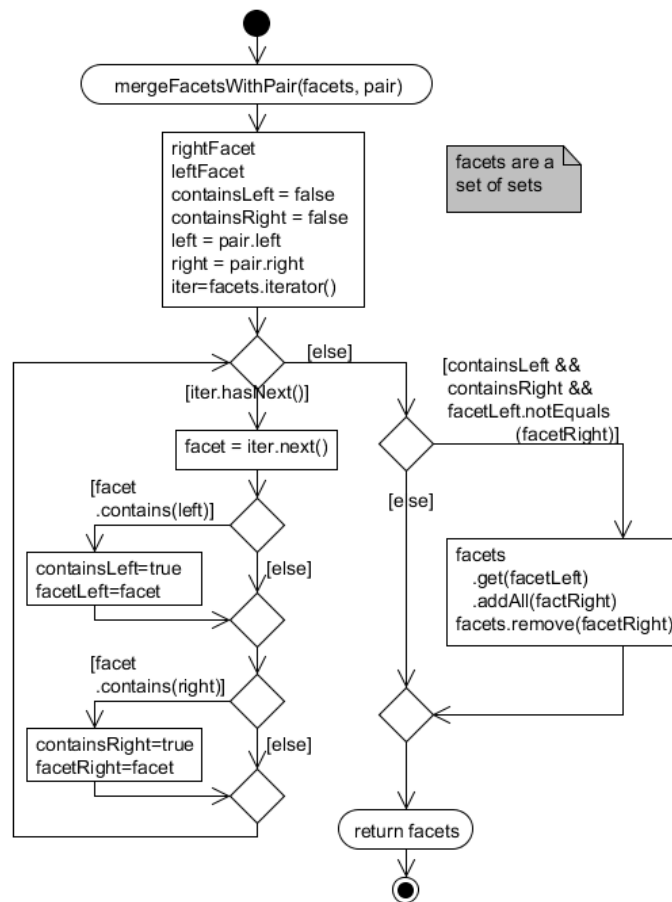 mergeFacetsWithPair(facets, pair)
rightFacet
leftFacet
containsLeft = false
containsRight = false
left = pair.left
right = pair.right
iter=facets.iterator()
facets are a
set of sets
[else]
[iter.hasNext()]
[containsLeft &&
containsRight &&
facetLeft.notEquals
(facetRight)]
facet = iter.next()
[facet
.contains(left)]
[else]
containsLeft=true
facetLeft=facet
[else]
facets
.get(facetLeft)
.addAll(factRight)
facets.remove(facetRight)
[facet
.contains(right)]
[else]
containsRight=true
facetRight=facet
return facets